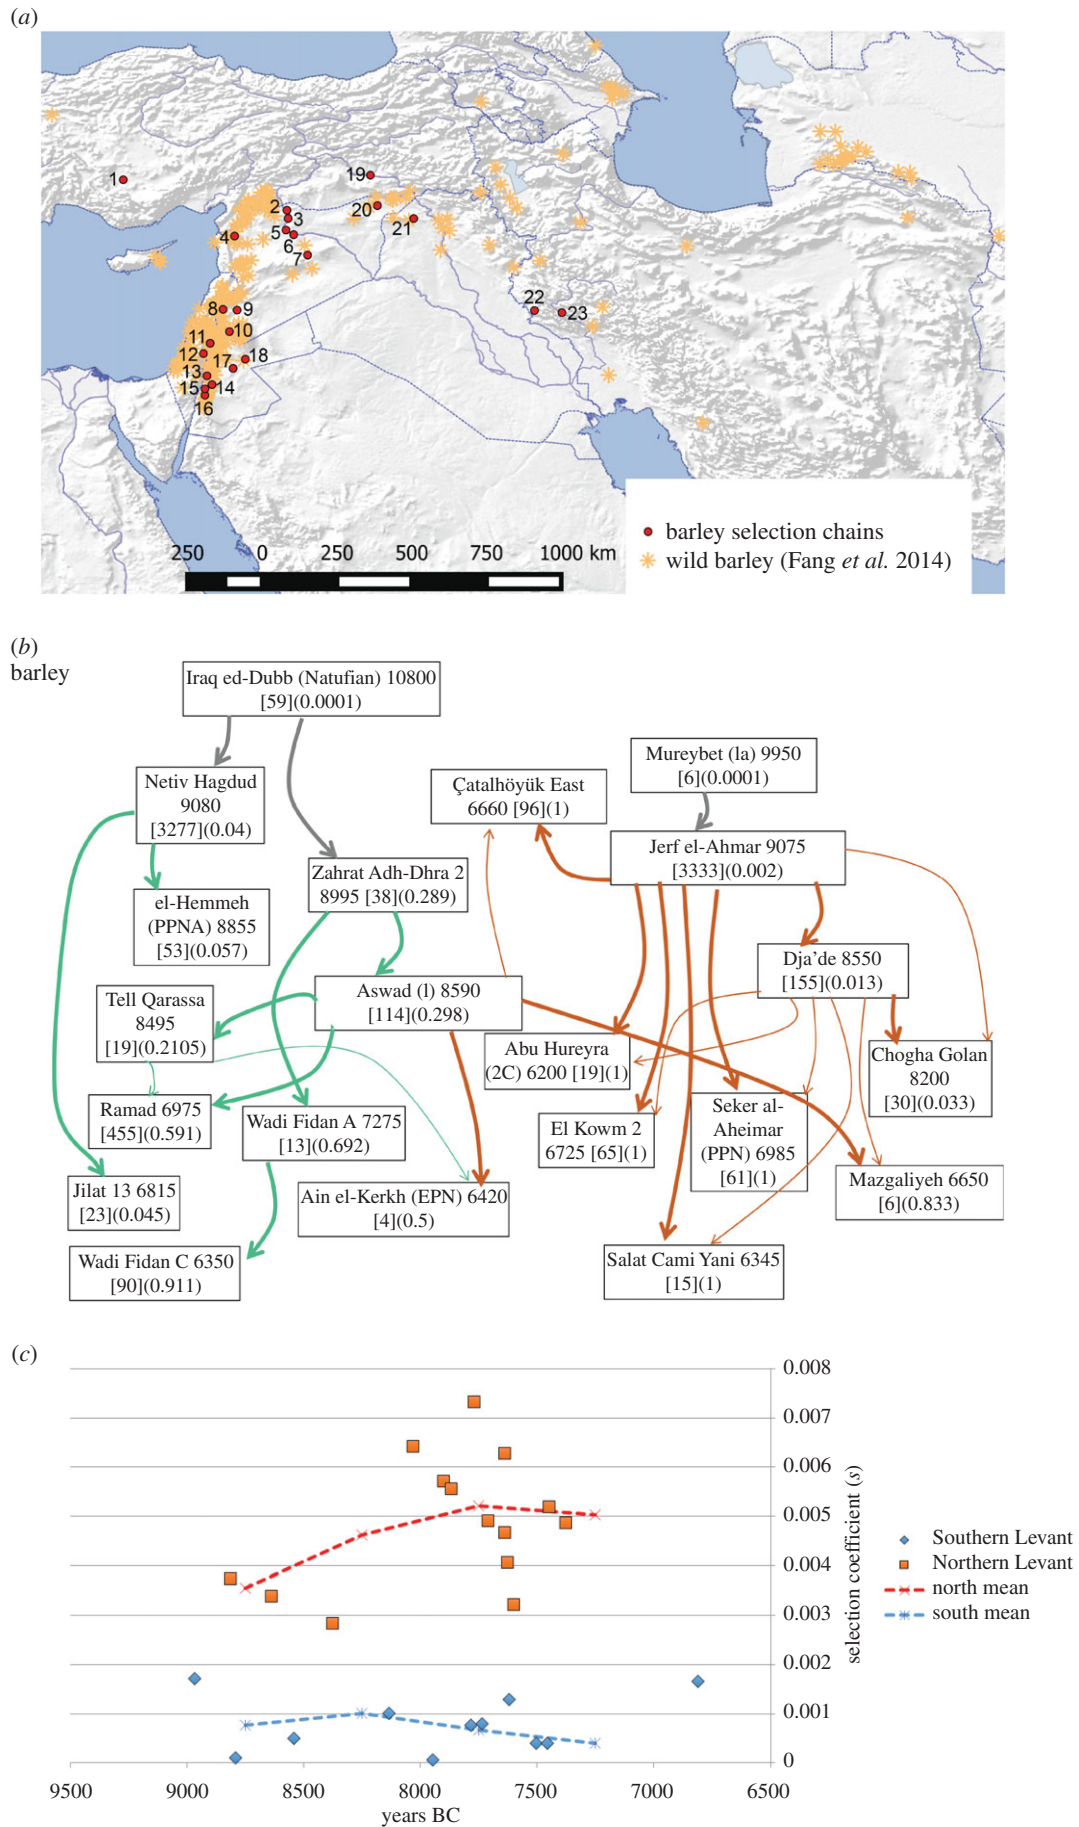 (a)
1
19
2
3
20
5
21
4
6
7
22
23
8
9
10
11
12
17
18
13
14
15
16
250 0 250 500 750 1000 km
barley selection chains
wild barley (Fang et al. 2014)
(b)
barley
Iraq ed-Dubb (Natufian) 10800
[59](0.0001)
Mureybet (la) 9950
[6](0.0001)
Netiv Hagdud
9080
[3277](0.04)
Çatalhöyük East
6660 [96](1)
Jerf el-Ahmar 9075
[3333](0.002)
Zahrat Adh-Dhra 2
8995 [38](0.289)
el-Hemmeh
(PPNA) 8855
[53](0.057)
Dja'de 8550
[155](0.013)
Aswad (l) 8590
[114](0.298)
Tell Qarassa
8495
[19](0.2105)
Abu Hureyra
(2C) 6200 [19](1)
Chogha Golan
8200
[30](0.033)
Ramad 6975
[455](0.591)
Wadi Fidan A 7275
[13](0.692)
El Kowm 2
6725 [65](1)
Seker al-
Aheimar
(PPN) 6985
[61](1)
Mazgaliyeh 6650
[6](0.833)
Jilat 13 6815
[23](0.045)
Ain el-Kerkh (EPN) 6420
[4](0.5)
Wadi Fidan C 6350
[90](0.911)
Salat Cami Yani 6345
[15](1)
(c)
0.008
0.007
0.006
0.005
0.004
0.003
0.002
0.001
0
selection coefficient (s)
Southern Levant
Northern Levant
north mean
south mean
9500 9000 8500 8000 7500 7000 6500
years BC